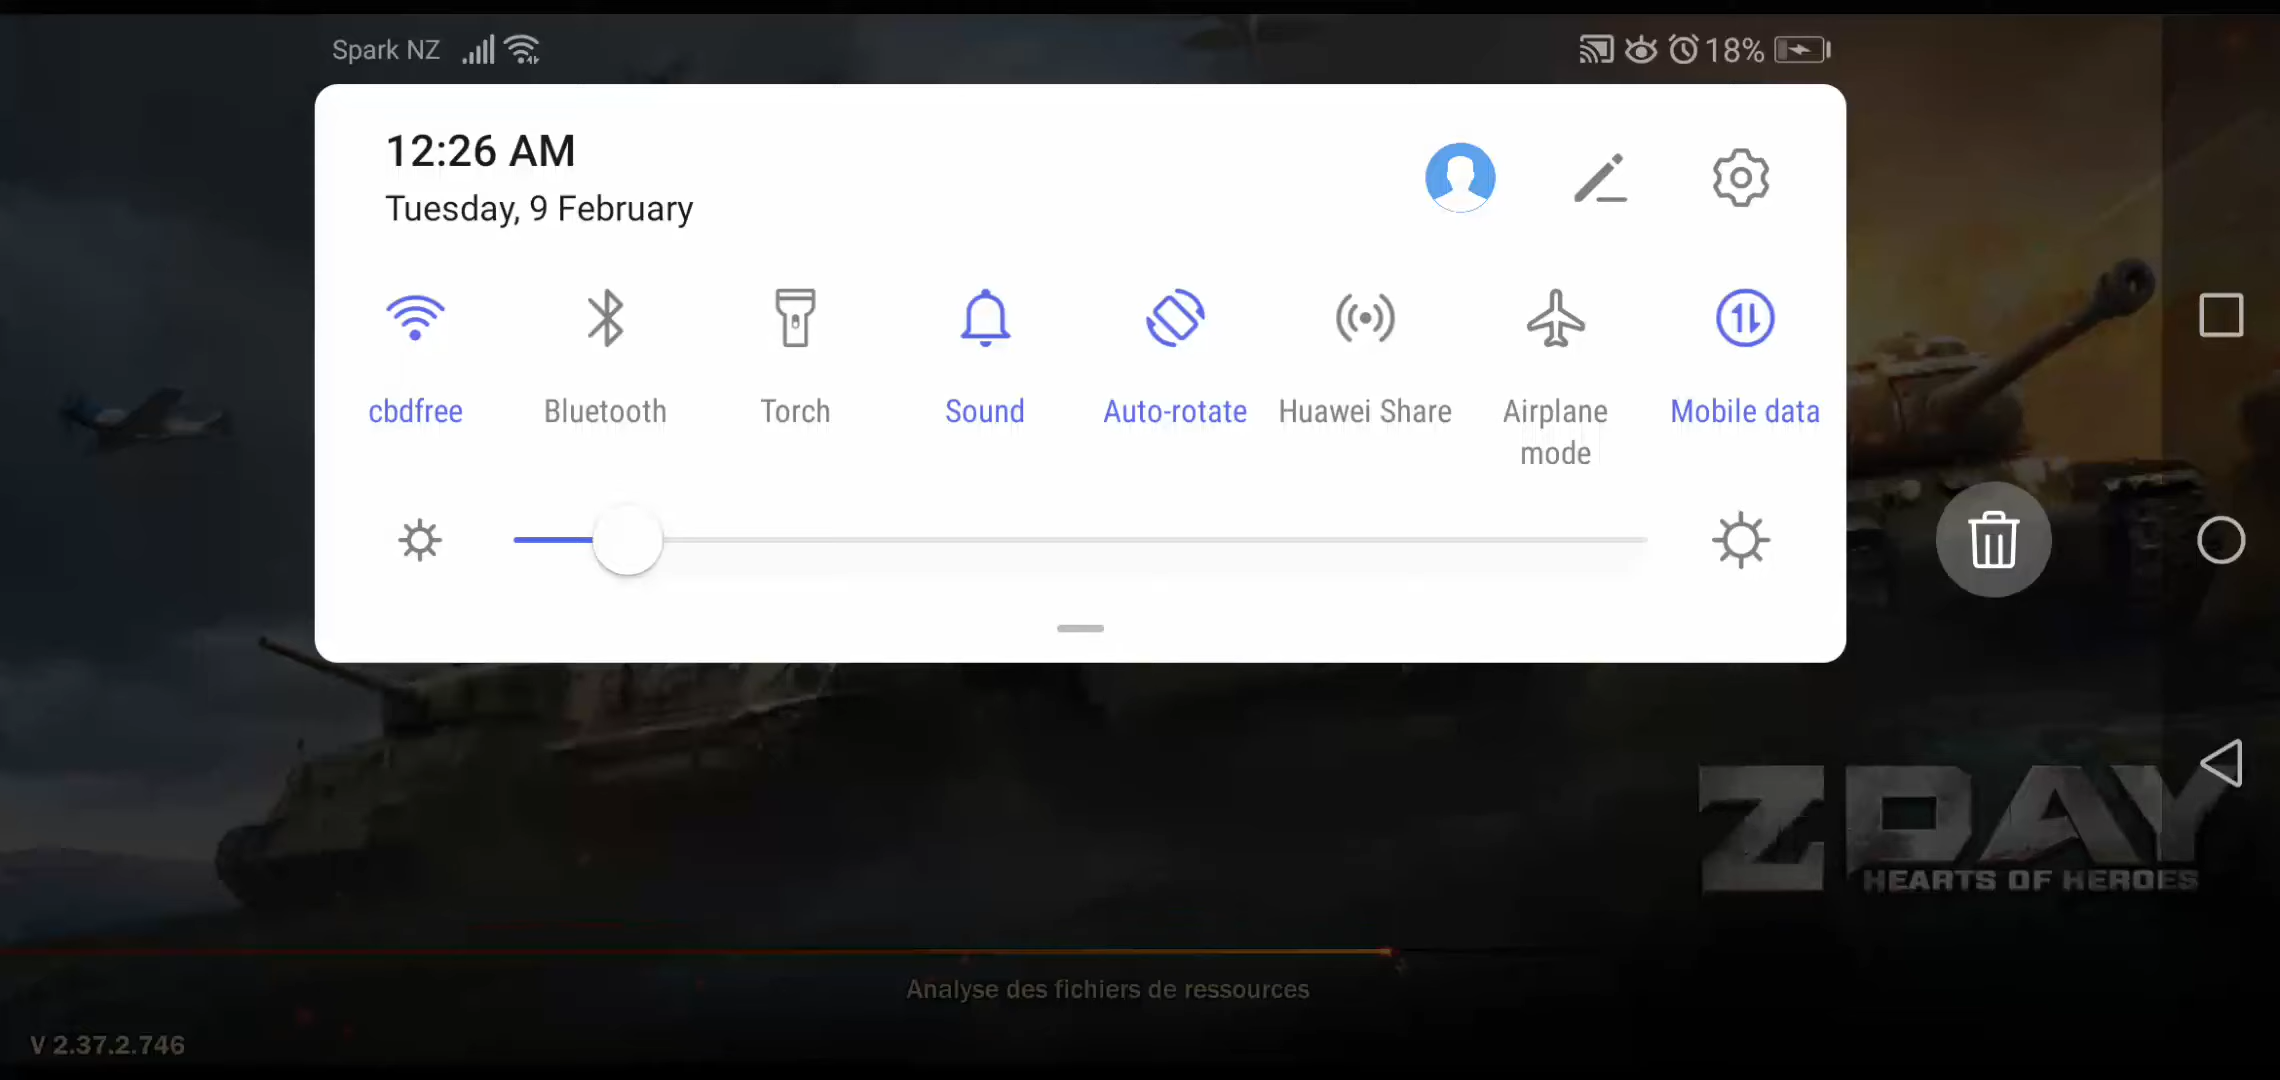 Spark NZ
18%
12:26 AM
Tuesday, 9 February
cbdfree
Bluetooth
Torch
Sound
Auto-rotate
Huawei Share
Airplane
mode
Mobile data
ZDAY
HEARTS OF HEROES
Analyse des fichiers de ressources
V 2.37.2.746